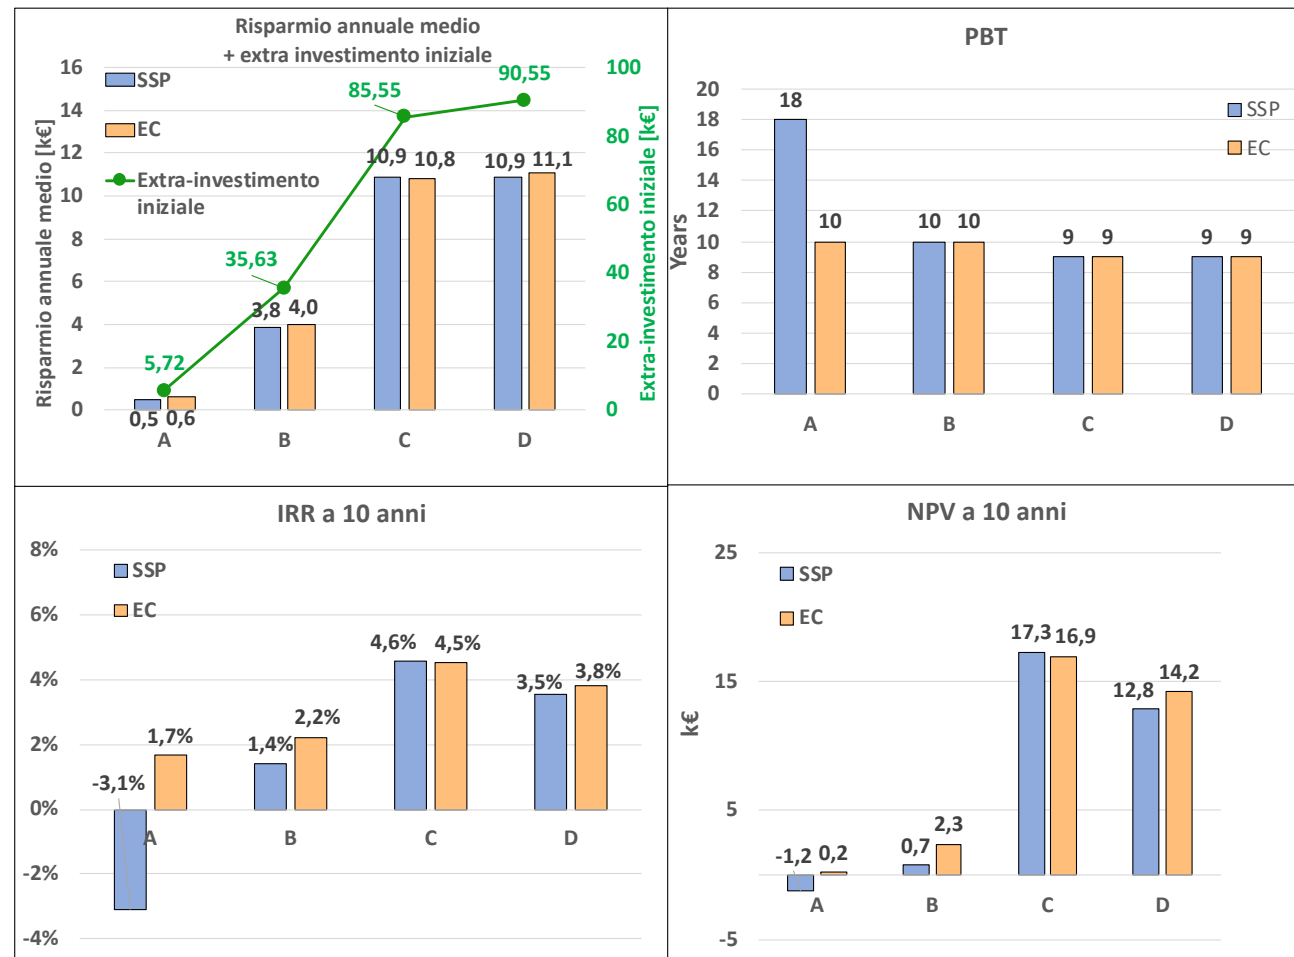 Risparmio annuale medio
+ extra investimento iniziale
16
14
12
10
8
6
4
2
0
Risparmio annuale medio [k€]
SSP
EC
Extra-investimento
iniziale
100
80
60
40
20
0
Extra-investimento iniziale [k€]
5,72
35,63
85,55
90,55
0,5 0,6
3,8 4,0
10,9 10,8
10,9 11,1
A B C D
PBT
20
18
16
14
12
10
8
6
4
2
0
Years
SSP
EC
18 10
10 10
9 9
9 9
A B C D
IRR a 10 anni
8%
6%
4%
2%
0%
-2%
-4%
SSP
EC
-3,1% 1,7%
1,4% 2,2%
4,6% 4,5%
3,5% 3,8%
A B C D
NPV a 10 anni
25
15
5
-5
k€
SSP
EC
-1,2 0,2
0,7 2,3
17,3 16,9
12,8 14,2
A B C D